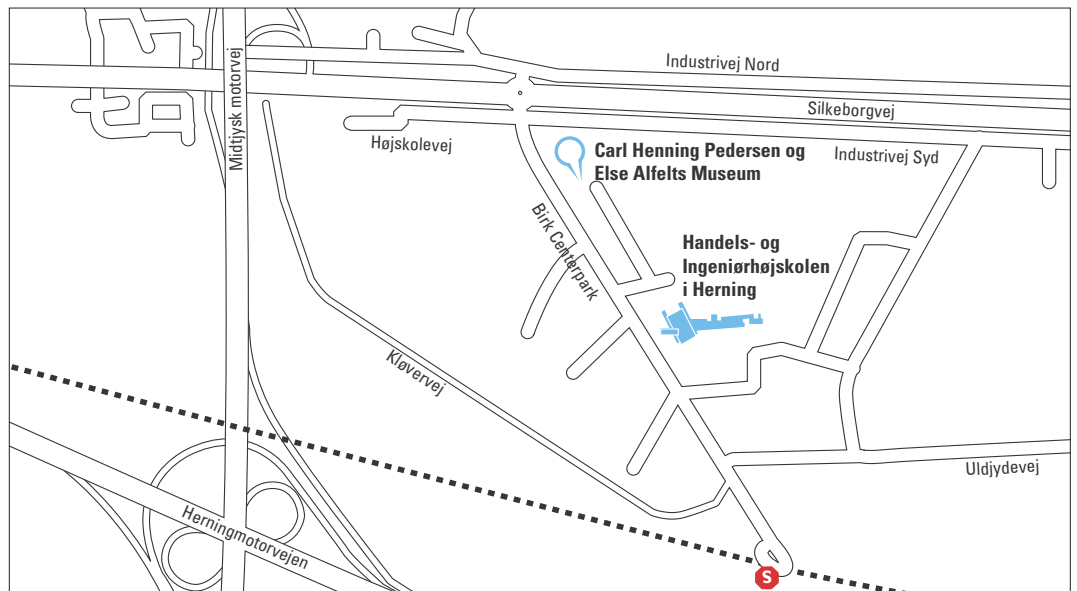 Industrivej Nord
Silkeborgvej
Midtjysk motorvej
Højskolevej
Industrivej Syd
Carl Henning Pedersen og
Else Alfelts Museum
Birk Centerpark
Handels- og
Ingeniørhøjskolen
i Herning
Kløvervej
Uldjydevej
Herningmotorvejen
S